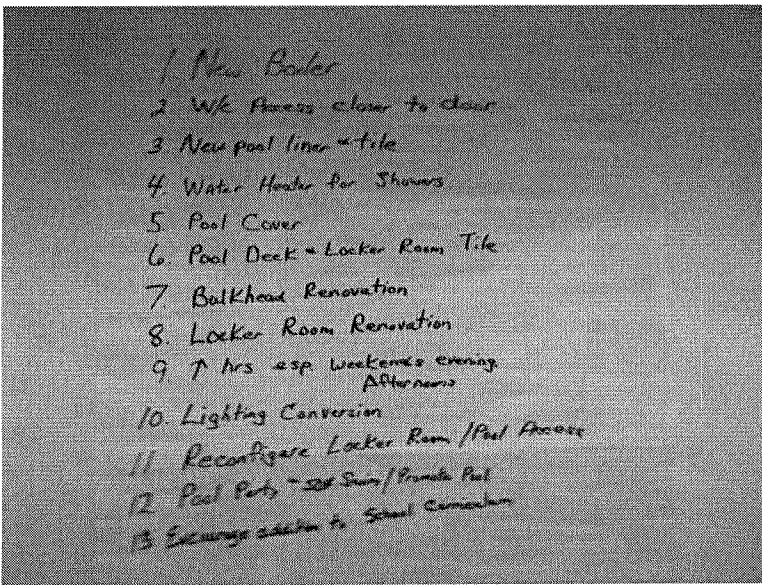 1 New Boiler
2 W/C Access closer to door
3 New pool liner + tile
4. Water Heater for Showers
5 Pool Cover
6. Pool Deck + Locker Room Tile
7 Bulkhead Renovation
8. Locker Room Renovation
9. ↑ hrs esp. weekends evening
Afternoons
10. Lighting Conversion
11 Reconfigure Locker Room / Pool Access
12 Pool Party - Swim / Promote Pool
13 Encourage addition to School Curriculum